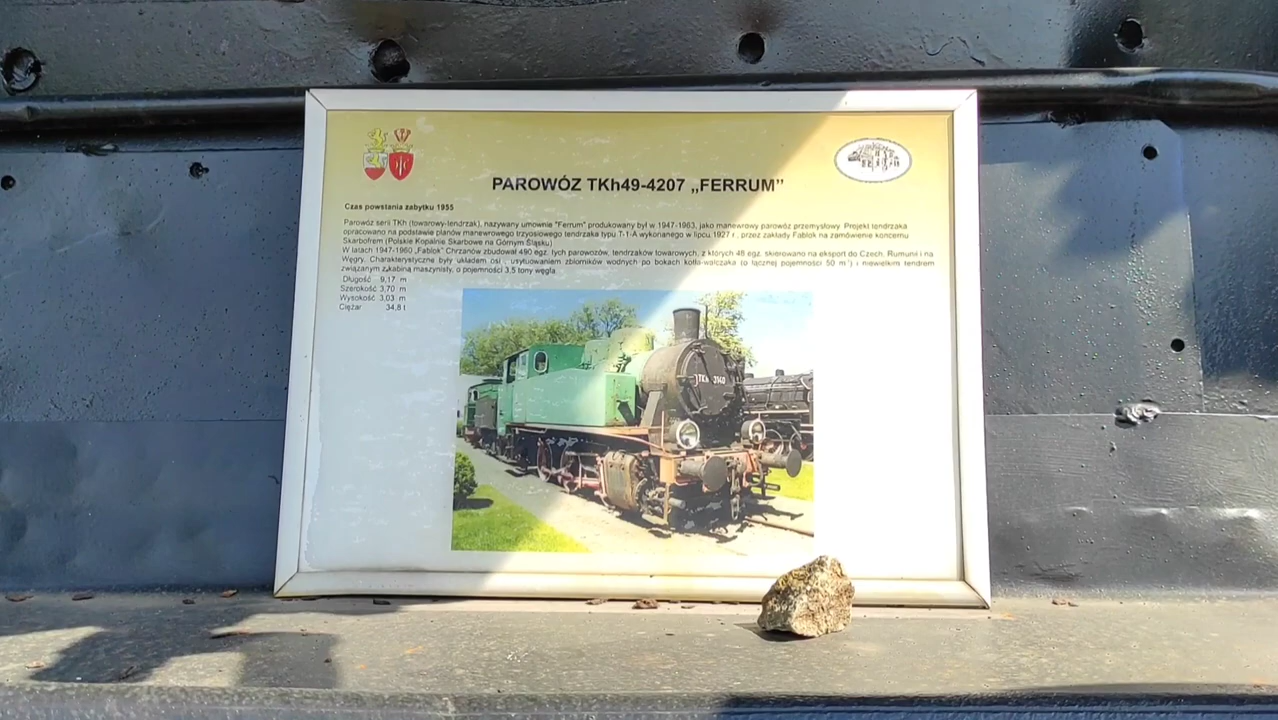 PAROWÓZ TKh49-4207 „FERRUM”
Czas powstania zabytku 1955
Parowóz serii TKh (towarowy-tendrzak), nazywany umownie "Ferrum" produkowany był w 1947-1963, jako manewrowy parowóz przemysłowy. Projekt tendrzaka
opracowano na podstawie planów manewrowego trzyosiowego tendrzaka typu T-1-A wykonanego w lipcu 1927 r., przez zakłady Fablok na zamówienie koncernu
Skarbofrem (Polskie Kopalnie Skarbowe na Górnym Śląsku)
W latach 1947-1960 „Fablok” Chrzanów zbudował 490 egz. tych parowozów, tendrzaków towarowych, z których 48 egz. skierowano na eksport do Czech, Rumunii i na
Węgry. Charakterystyczne były układem osi, usytuowaniem zbiorników wodnych po bokach kotła-walczaka (o łącznej pojemności 50 m³) i niewielkim tendrem
związanym z kabiną maszynisty, o pojemności 3,5 tony węgla
Długość 9,17 m
Szerokość 3,70 m
Wysokość 3,03 m
Ciężar 34,8 t
TKh 3140